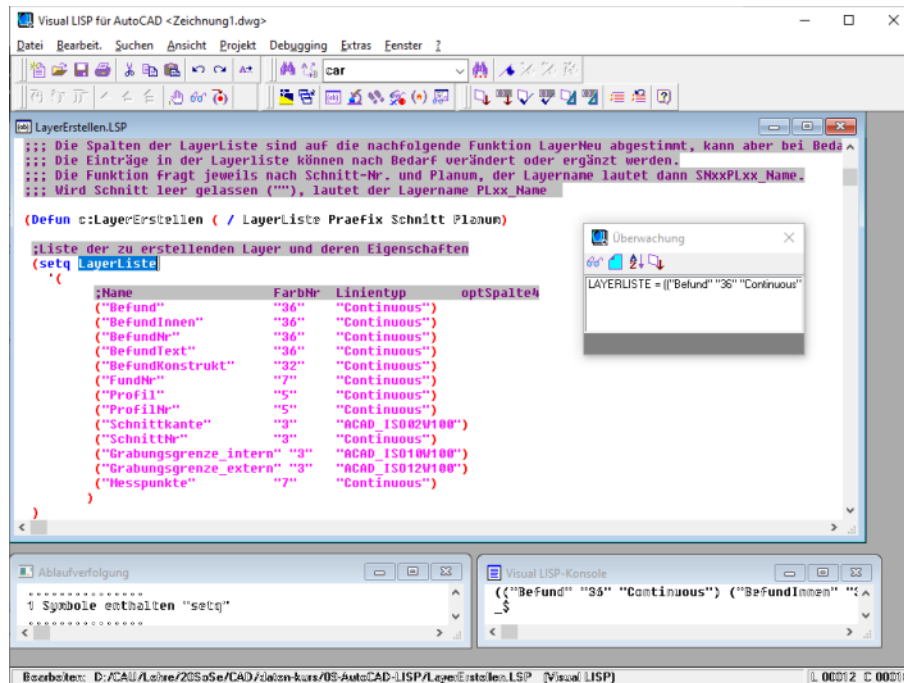 Visual LISP für AutoCAD <Zeichnung1.dwg>
Datei Bearbeit. Suchen Ansicht Projekt Debugging Extras Fenster ?
car
LayerErstellen.LSP
;;; Die Spalten der LayerListe sind auf die nachfolgende Funktion LayerNeu abgestimmt, kann aber bei Beda
;;; Die Einträge in der Layerliste können nach Bedarf verändert oder ergänzt werden.
;;; Die Funktion fragt jeweils nach Schnitt-Nr. und Planum, der Layername lautet dann SNxxPLxx_Name.
;;; Wird Schnitt leer gelassen (""), lautet der Layername PLxx_Name
(Defun c:LayerErstellen ( / LayerListe Praefix Schnitt Planum)
;Liste der zu erstellenden Layer und deren Eigenschaften
(setq LayerListe
'(
;Name FarbNr Linientyp optSpalte4
("Befund" "36" "Continuous")
("BefundInnen" "36" "Continuous")
("BefundNr" "36" "Continuous")
("BefundText" "36" "Continuous")
("BefundKonstrukt" "32" "Continuous")
("FundNr" "7" "Continuous")
("Profil" "5" "Continuous")
("ProfilNr" "5" "Continuous")
("Schnittkante" "3" "ACAD_ISO02W100")
("SchnittNr" "3" "Continuous")
("Grabungsgrenze_intern" "3" "ACAD_ISO10W100")
("Grabungsgrenze_extern" "3" "ACAD_ISO12W100")
("Messpunkte" "7" "Continuous")
)
)
Überwachung
LAYERLISTE = (("Befund" "36" "Continuous"
Ablaufverfolgung
...............
1 Symbole enthalten "setq"
...............
Visual LISP-Konsole
(("Befund" "36" "Continuous") ("BefundInnen" "
_$
Bearbeiten: D:/CAU/Lehre/20SoSe/CAD/daten-kurs/08-AutoCAD-LISP/LayerErstellen.LSP [Visual LISP] L 00012 C